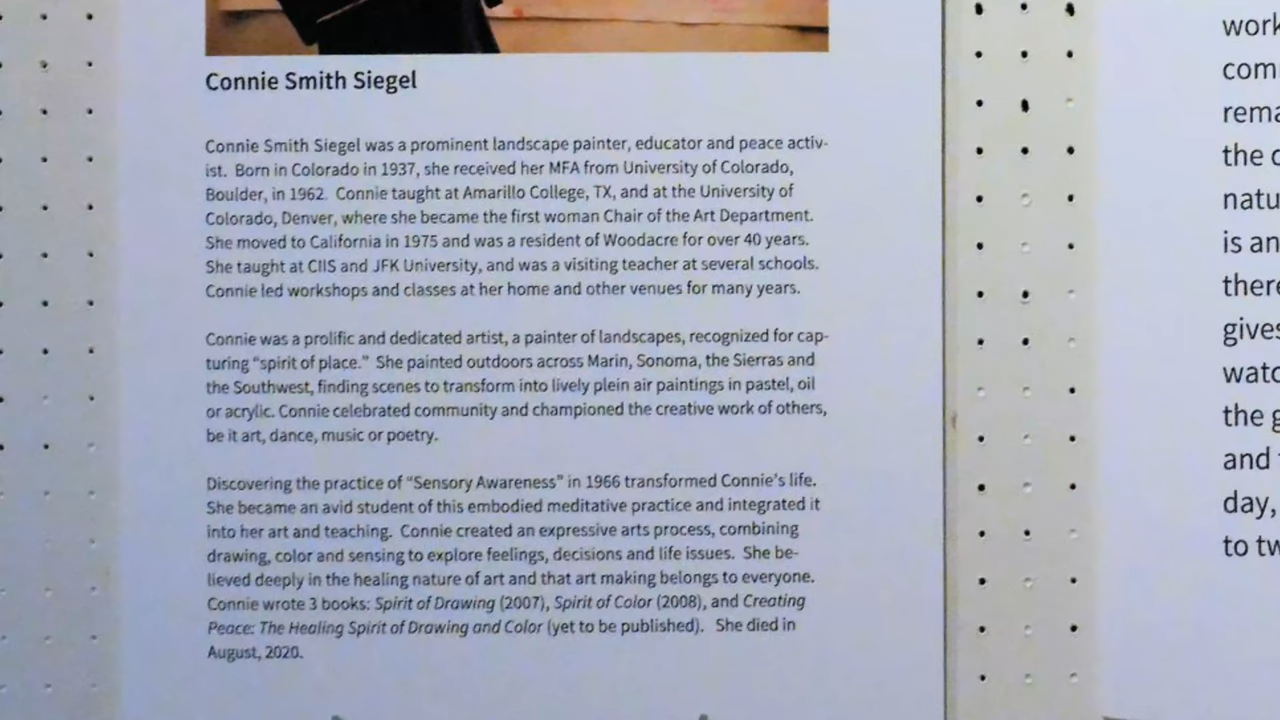 Connie Smith Siegel
Connie Smith Siegel was a prominent landscape painter, educator and peace activ-
ist.  Born in Colorado in 1937, she received her MFA from University of Colorado,
Boulder, in 1962.  Connie taught at Amarillo College, TX, and at the University of
Colorado, Denver, where she became the first woman Chair of the Art Department.
She moved to California in 1975 and was a resident of Woodacre for over 40 years.
She taught at CIIS and JFK University, and was a visiting teacher at several schools.
Connie led workshops and classes at her home and other venues for many years.
Connie was a prolific and dedicated artist, a painter of landscapes, recognized for cap-
turing “spirit of place.”  She painted outdoors across Marin, Sonoma, the Sierras and
the Southwest, finding scenes to transform into lively plein air paintings in pastel, oil
or acrylic. Connie celebrated community and championed the creative work of others,
be it art, dance, music or poetry.
Discovering the practice of “Sensory Awareness” in 1966 transformed Connie’s life.
She became an avid student of this embodied meditative practice and integrated it
into her art and teaching.  Connie created an expressive arts process, combining
drawing, color and sensing to explore feelings, decisions and life issues.  She be-
lieved deeply in the healing nature of art and that art making belongs to everyone.
Connie wrote 3 books: Spirit of Drawing (2007), Spirit of Color (2008), and Creating
Peace: The Healing Spirit of Drawing and Color (yet to be published).  She died in
August, 2020.
work
com
rema
the
natu
is an
there
gives
watc
the g
and
day,
to tw